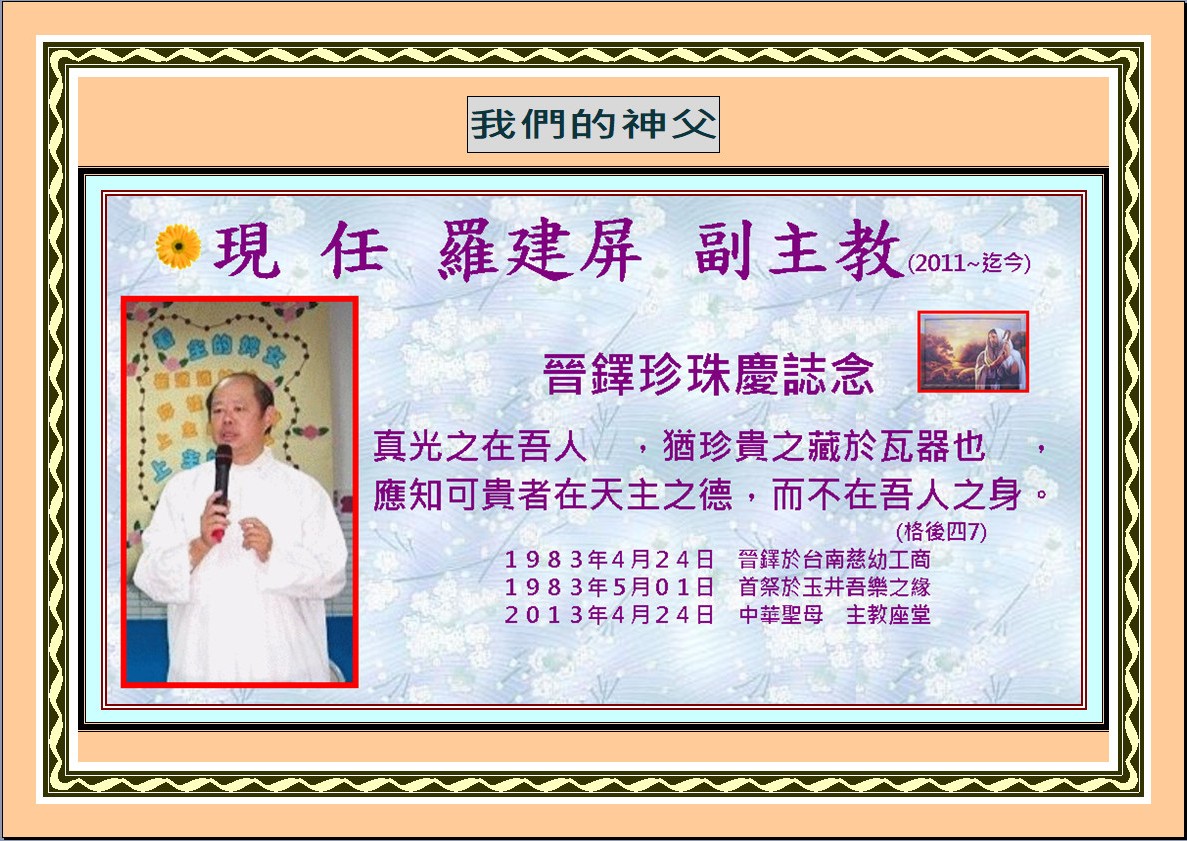 我們的神父
現 任 羅建屏 副主教(2011~迄今)
晉鐸珍珠慶誌念
真光之在吾人 ,猶珍貴之藏於瓦器也 ,
應知可貴者在天主之德,而不在吾人之身。
(格後四7)
1983年4月24日 晉鐸於台南慈幼工商
1983年5月01日 首祭於玉井吾樂之緣
2013年4月24日 中華聖母 主教座堂